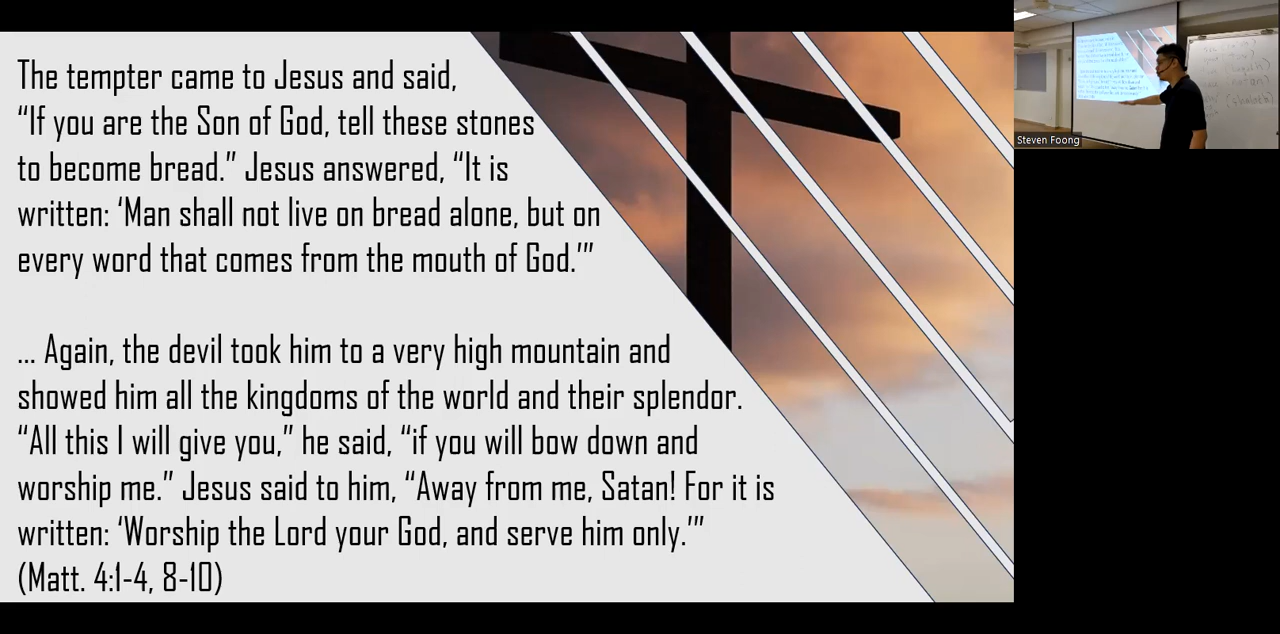 The tempter came to Jesus and said,
“If you are the Son of God, tell these stones
to become bread.” Jesus answered, “It is
written: ‘Man shall not live on bread alone, but on
every word that comes from the mouth of God.’”
... Again, the devil took him to a very high mountain and
showed him all the kingdoms of the world and their splendor.
“All this I will give you,” he said, “if you will bow down and
worship me.” Jesus said to him, “Away from me, Satan! For it is
written: ‘Worship the Lord your God, and serve him only.’”
(Matt. 4:1-4, 8-10)
Steven Foong